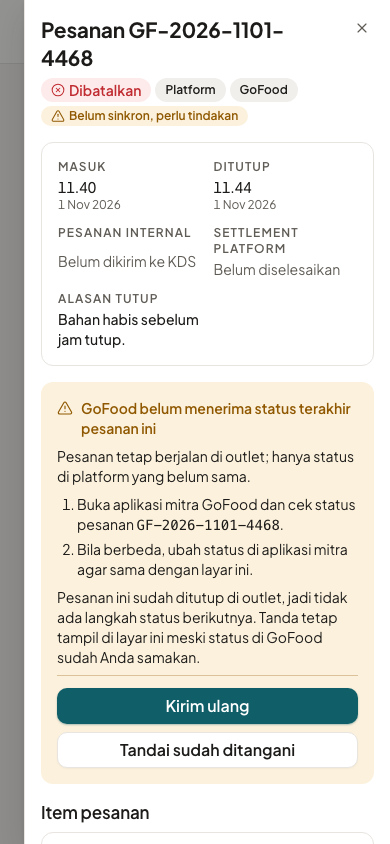 Pesanan GF-2026-1101-
4468
Dibatalkan
Platform
GoFood
Belum sinkron, perlu tindakan
MASUK
11.40
1 Nov 2026
DITUTUP
11.44
1 Nov 2026
PESANAN INTERNAL
Belum dikirim ke KDS
SETTLEMENT
PLATFORM
Belum diselesaikan
ALASAN TUTUP
Bahan habis sebelum
jam tutup.
GoFood belum menerima status terakhir
pesanan ini
Pesanan tetap berjalan di outlet; hanya status
di platform yang belum sama.
1. Buka aplikasi mitra GoFood dan cek status
pesanan GF-2026-1101-4468.
2. Bila berbeda, ubah status di aplikasi mitra
agar sama dengan layar ini.
Pesanan ini sudah ditutup di outlet, jadi tidak
ada langkah status berikutnya. Tanda tetap
tampil di layar ini meski status di GoFood
sudah Anda samakan.
Kirim ulang
Tandai sudah ditangani
Item pesanan